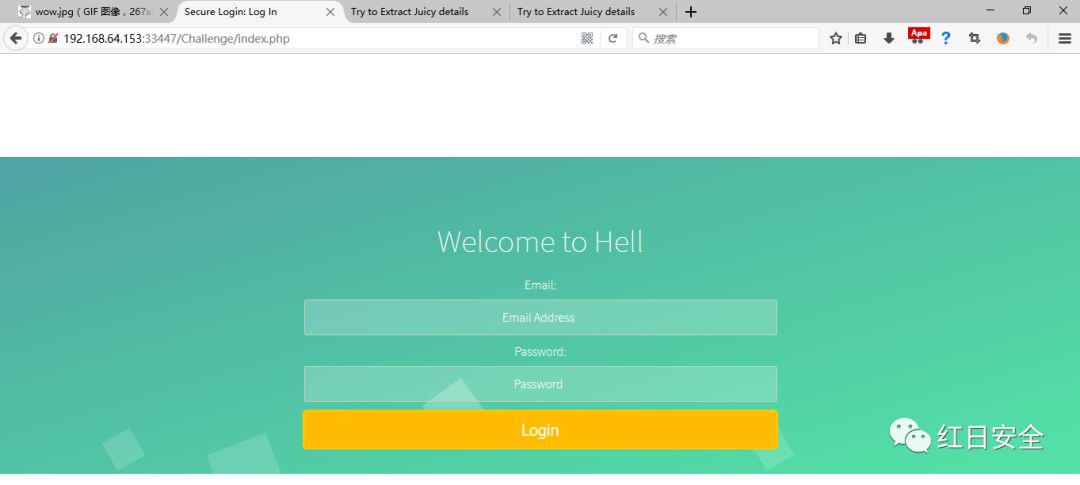 wow.jpg ( GIF 图像，267x
Secure Login: Log In
Try to Extract Juicy details
Try to Extract Juicy details
192.168.64.153:33447/Challenge/index.php
搜索
Apa
Welcome to Hell
Email:
Email Address
Password:
Password
Login
红日安全